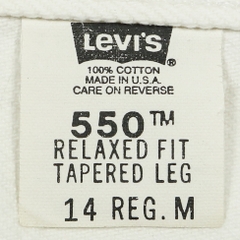 LEVI'S
®
100% COTTON
MADE IN U.S.A.
CARE ON REVERSE
550™
RELAXED FIT
TAPERED LEG
14 REG. M